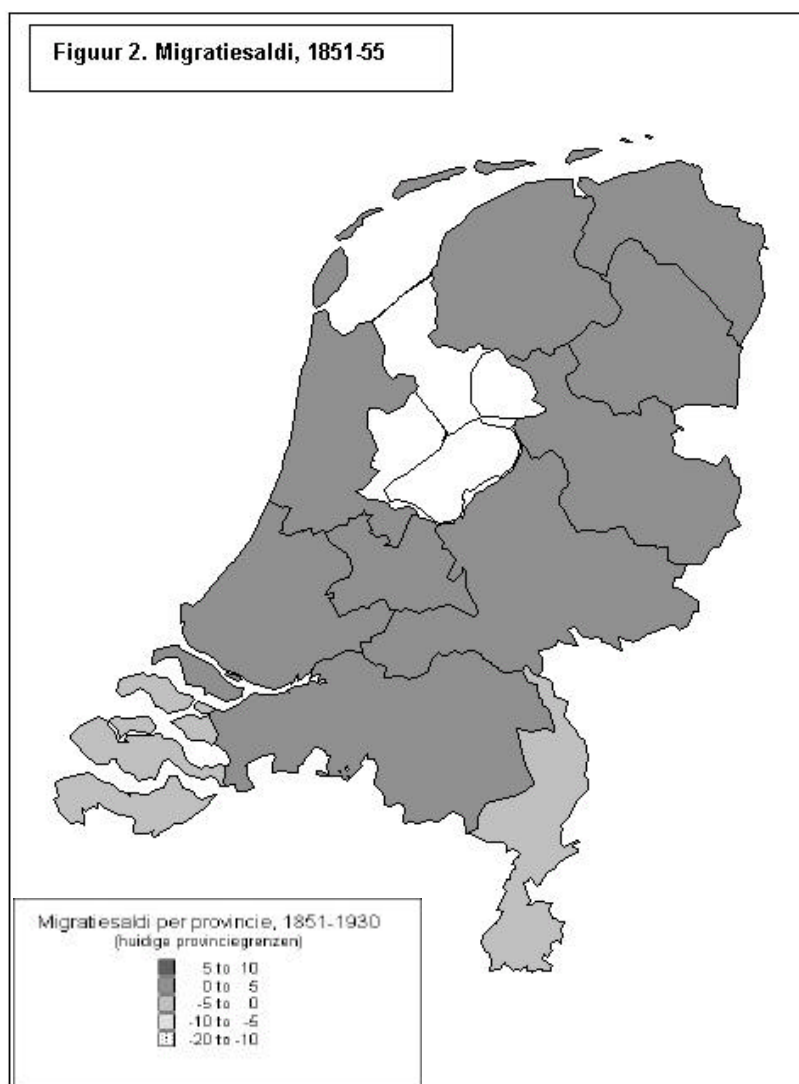 Figuur 2. Migratiesaldi, 1851-55
Migratiesaldi per provincie, 1851-1930
(huidige provinciegrenzen)
5 to 10
0 to 5
-5 to 0
-10 to -5
-20 to -10